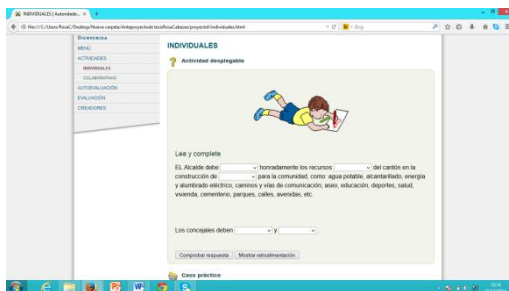 INDIVIDUALES | Autoridade...
BIENVENIDA
MENÚ
ACTIVIDADES
INDIVIDUALES
COLABORATIVAS
AUTOEVALUACIÓN
EVALUACIÓN
CREADORES
INDIVIDUALES
Actividad desplegable
Lea y complete
EL Alcalde debe honradamente los recursos del cantón en la
construcción de para la comunidad, como: agua potable, alcantarillado, energía
y alumbrado eléctrico, caminos y vías de comunicación; aseo, educación, deportes, salud,
vivienda, cementerio, parques, calles, avenidas, etc.
Los concejales deben y .
Comprobar respuesta Mostrar retroalimentación
Caso práctico